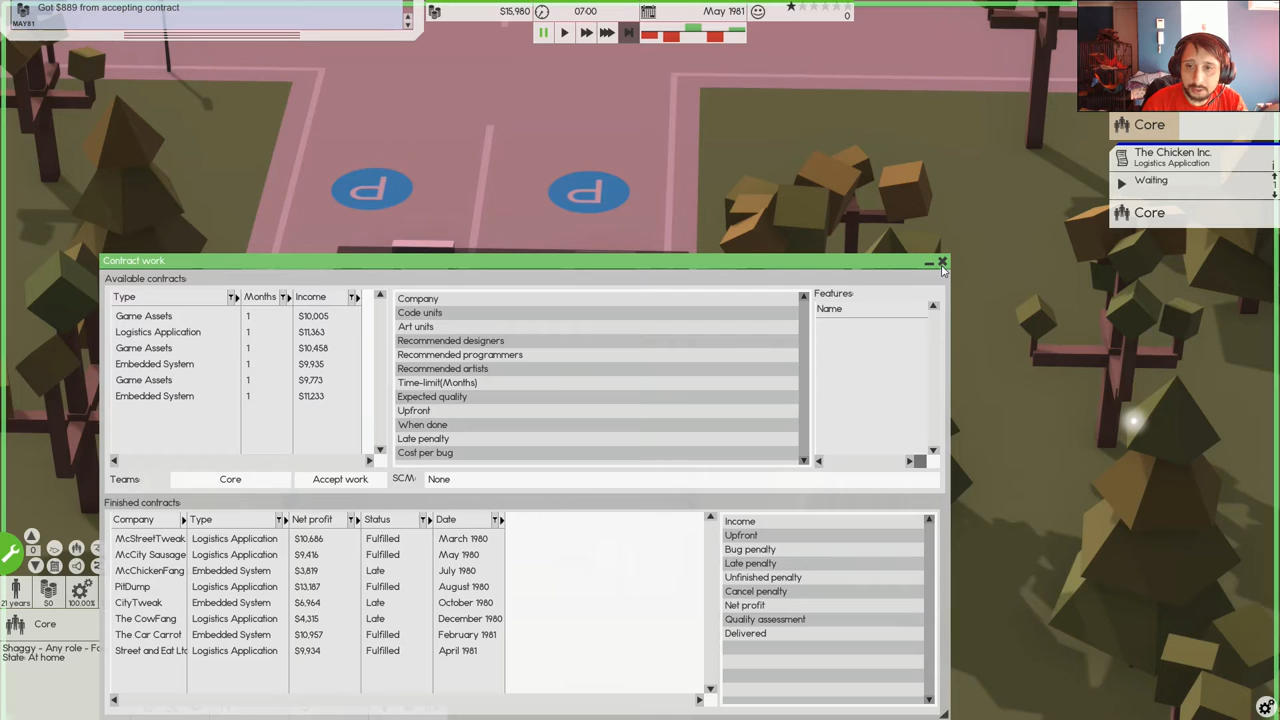 Got $889 from accepting contract
MAY81
$15,980
07:00
May 1981
0
Core
The Chicken Inc.
Logistics Application
Waiting
1
Core
P
P
Contract work
Available contracts:
Type Months Income
Game Assets 1 $10,005
Logistics Application 1 $11,363
Game Assets 1 $10,458
Embedded System 1 $9,935
Game Assets 1 $9,773
Embedded System 1 $11,233
Company
Code units
Art units
Recommended designers
Recommended programmers
Recommended artists
Time-limit(Months)
Expected quality
Upfront
When done
Late penalty
Cost per bug
Features:
Name
Teams: Core Accept work SCM: None
Finished contracts:
Company Type Net profit Status Date
McStreetTweak Logistics Application $10,686 Fulfilled March 1980
McCity Sausage Logistics Application $9,416 Fulfilled May 1980
McChickenFang Embedded System $3,819 Late July 1980
PitDump Logistics Application $13,187 Fulfilled August 1980
CityTweak Embedded System $6,964 Late October 1980
The CowFang Logistics Application $4,315 Late December 1980
The Car Carrot Embedded System $10,957 Fulfilled February 1981
Street and Eat Ltd Logistics Application $9,934 Fulfilled April 1981
Income
Upfront
Bug penalty
Late penalty
Unfinished penalty
Cancel penalty
Net profit
Quality assessment
Delivered
0
21 years $0 100.00%
Core
Shaggy - Any role - Fo
State: At home